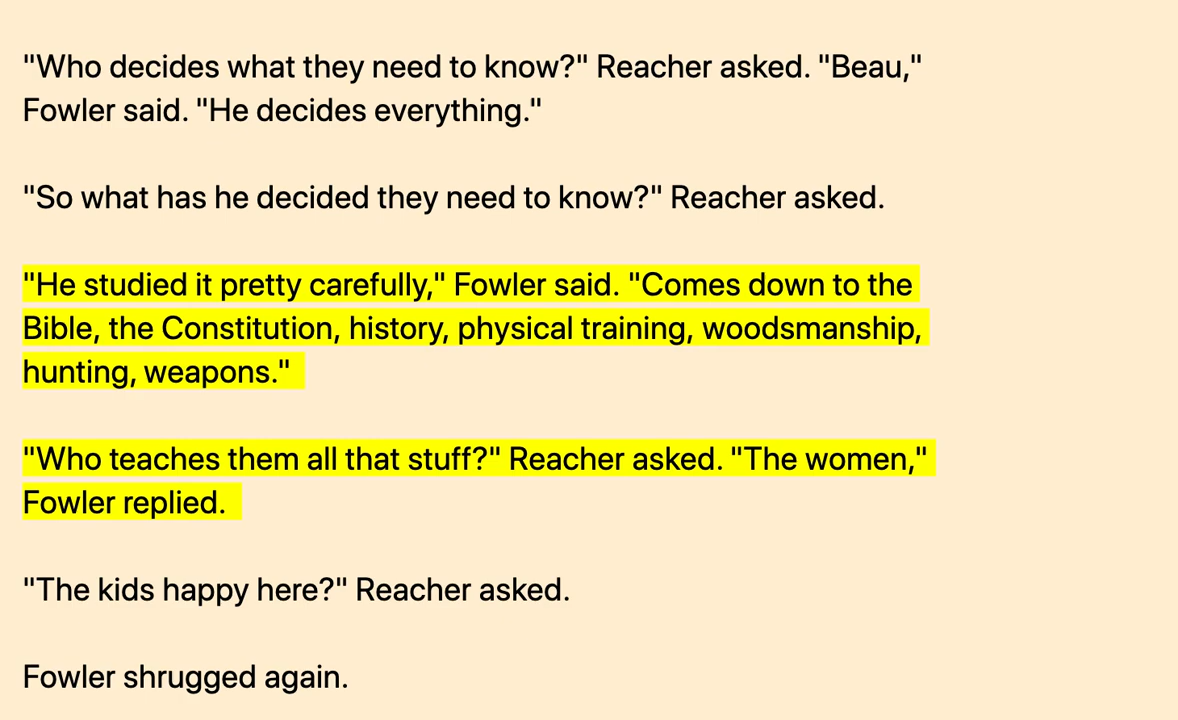 "Who decides what they need to know?" Reacher asked. "Beau,"
Fowler said. "He decides everything."
"So what has he decided they need to know?" Reacher asked.
"He studied it pretty carefully," Fowler said. "Comes down to the
Bible, the Constitution, history, physical training, woodsmanship,
hunting, weapons."
"Who teaches them all that stuff?" Reacher asked. "The women,"
Fowler replied.
"The kids happy here?" Reacher asked.
Fowler shrugged again.